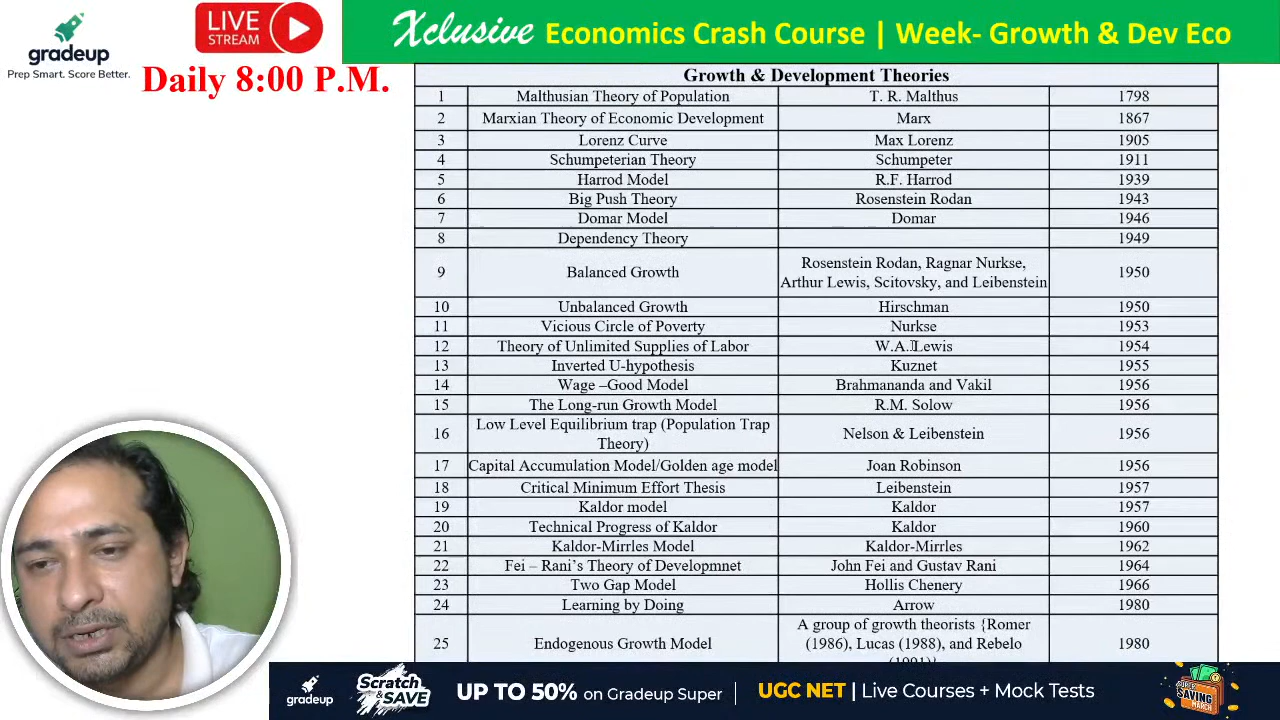 gradeup
Prep Smart. Score Better.
LIVE
STREAM
Daily 8:00 P.M.
Xclusive Economics Crash Course | Week- Growth & Dev Eco
Growth & Development Theories
1 Malthusian Theory of Population T. R. Malthus 1798
2 Marxian Theory of Economic Development Marx 1867
3 Lorenz Curve Max Lorenz 1905
4 Schumpeterian Theory Schumpeter 1911
5 Harrod Model R.F. Harrod 1939
6 Big Push Theory Rosenstein Rodan 1943
7 Domar Model Domar 1946
8 Dependency Theory 1949
9 Balanced Growth Rosenstein Rodan, Ragnar Nurkse, 1950
Arthur Lewis, Scitovsky, and Leibenstein
10 Unbalanced Growth Hirschman 1950
11 Vicious Circle of Poverty Nurkse 1953
12 Theory of Unlimited Supplies of Labor W.A. Lewis 1954
13 Inverted U-hypothesis Kuznet 1955
14 Wage –Good Model Brahmananda and Vakil 1956
15 The Long-run Growth Model R.M. Solow 1956
16 Low Level Equilibrium trap (Population Trap Nelson & Leibenstein 1956
Theory)
17 Capital Accumulation Model/Golden age model Joan Robinson 1956
18 Critical Minimum Effort Thesis Leibenstein 1957
19 Kaldor model Kaldor 1957
20 Technical Progress of Kaldor Kaldor 1960
21 Kaldor-Mirrles Model Kaldor-Mirrles 1962
22 Fei – Rani’s Theory of Developmnet John Fei and Gustav Rani 1964
23 Two Gap Model Hollis Chenery 1966
24 Learning by Doing Arrow 1980
25 Endogenous Growth Model A group of growth theorists {Romer 1980
(1986), Lucas (1988), and Rebelo
(1991)}
gradeup
Scratch
& SAVE
UP TO 50% on Gradeup Super | UGC NET | Live Courses + Mock Tests
SUPER
SAVING
MARCH